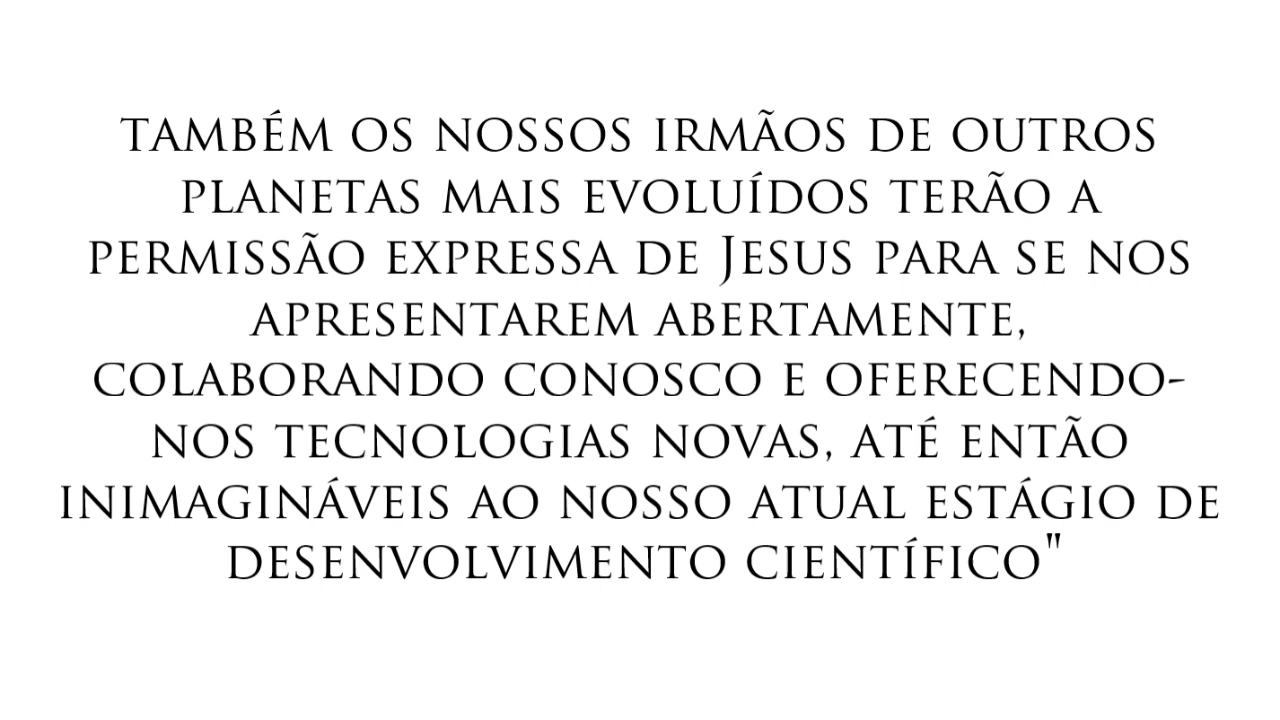 também os nossos irmãos de outros
planetas mais evoluídos terão a
permissão expressa de Jesus para se nos
apresentarem abertamente,
colaborando conosco e oferecendo-
nos tecnologias novas, até então
inimagináveis ao nosso atual estágio de
desenvolvimento científico"